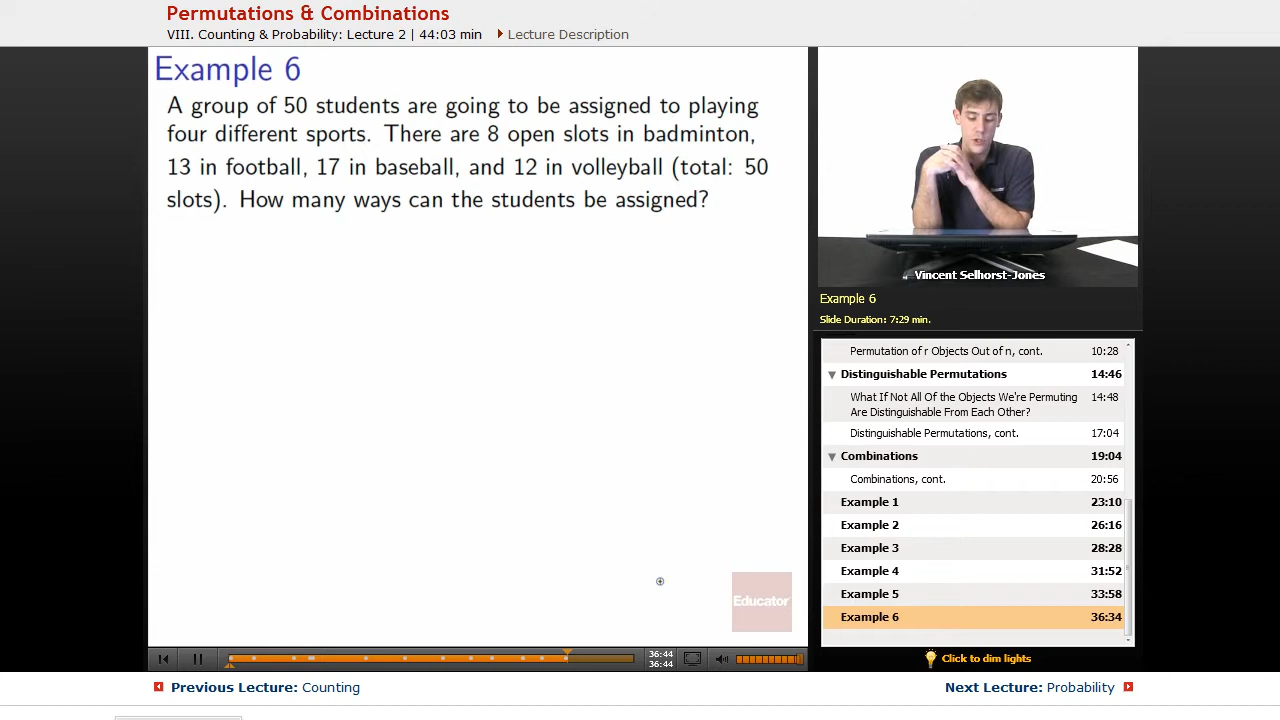 Permutations & Combinations
VIII. Counting & Probability: Lecture 2 | 44:03 min
Lecture Description
Example 6
A group of 50 students are going to be assigned to playing
four different sports. There are 8 open slots in badminton,
13 in football, 17 in baseball, and 12 in volleyball (total: 50
slots). How many ways can the students be assigned?
Educator
Vincent Selhorst-Jones
Example 6
Slide Duration: 7:29 min.
Permutation of r Objects Out of n, cont. 10:28
Distinguishable Permutations 14:46
What If Not All Of the Objects We're Permuting 14:48
Are Distinguishable From Each Other?
Distinguishable Permutations, cont. 17:04
Combinations 19:04
Combinations, cont. 20:56
Example 1 23:10
Example 2 26:16
Example 3 28:28
Example 4 31:52
Example 5 33:58
Example 6 36:34
36:44
36:44
Click to dim lights
Previous Lecture: Counting
Next Lecture: Probability